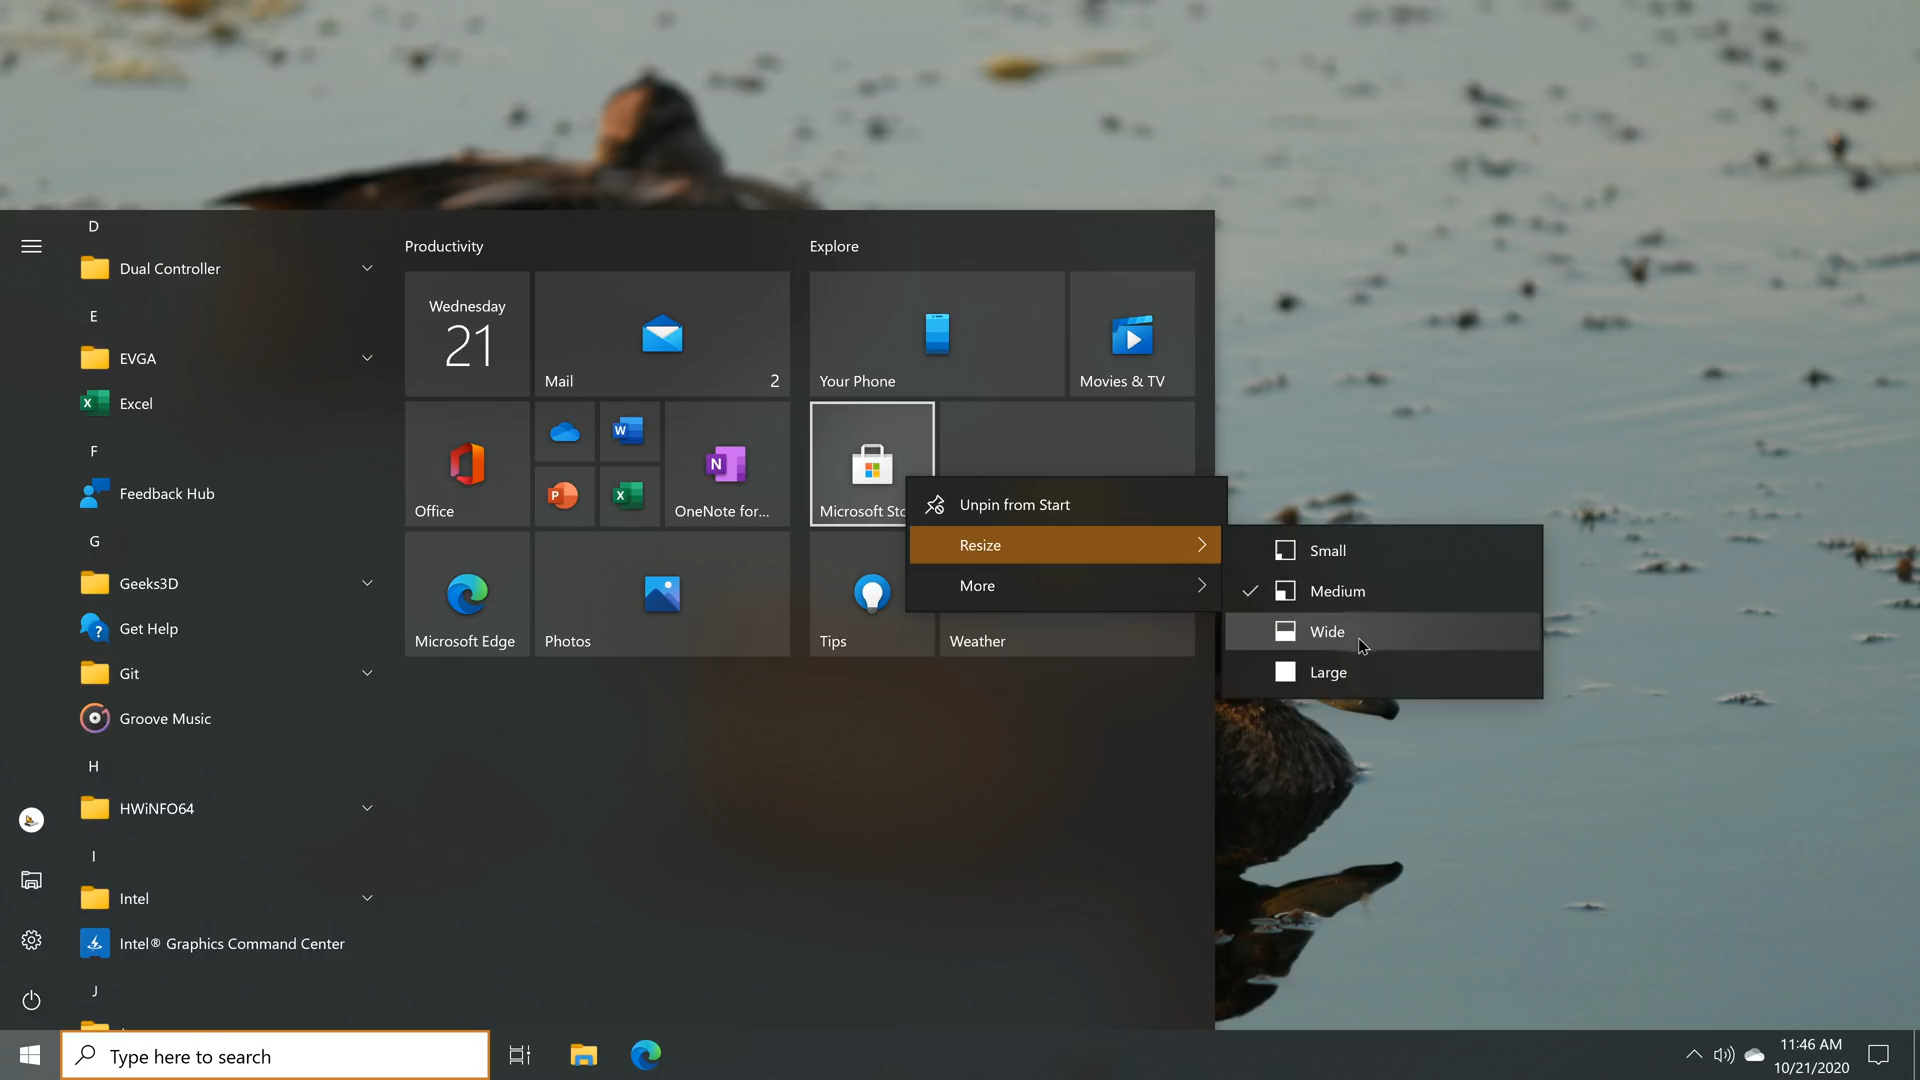 D
Dual Controller
E
EVGA
Excel
F
Feedback Hub
G
Geeks3D
Get Help
Git
Groove Music
H
HWiNFO64
I
Intel
Intel® Graphics Command Center
J
Productivity
Wednesday
21
Mail
2
Office
OneNote for...
Microsoft Edge
Photos
Explore
Your Phone
Movies & TV
Microsoft Sto
Tips
Weather
Unpin from Start
Resize
More
Small
Medium
Wide
Large
Type here to search
11:46 AM
10/21/2020